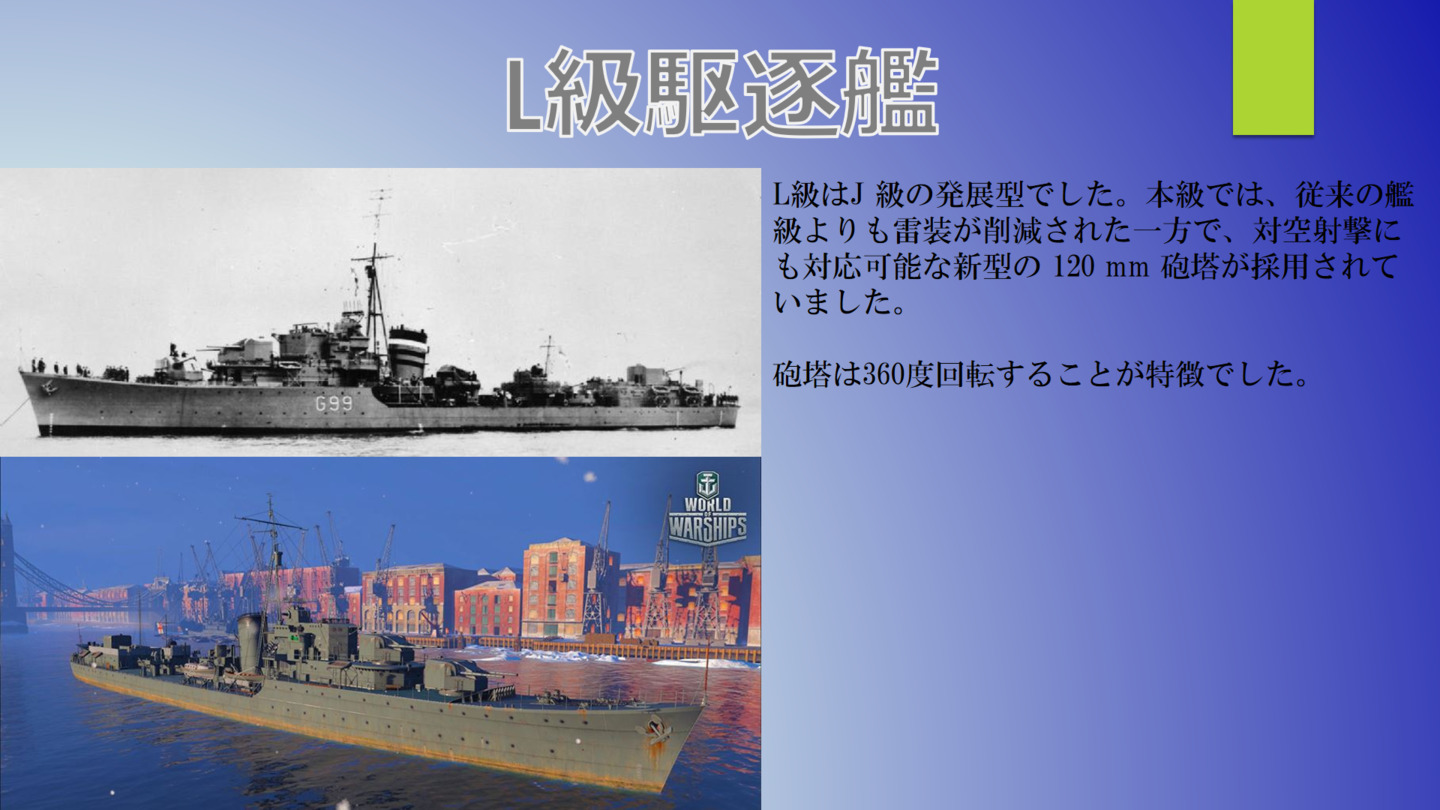 L級駆逐艦
L級はJ 級の発展型でした。本級では、従来の艦
級よりも雷装が削減された一方で、対空射撃に
も対応可能な新型の 120 mm 砲塔が採用されて
いました。
砲塔は360度回転することが特徴でした。
G99
WORLD
OF
WARSHIPS